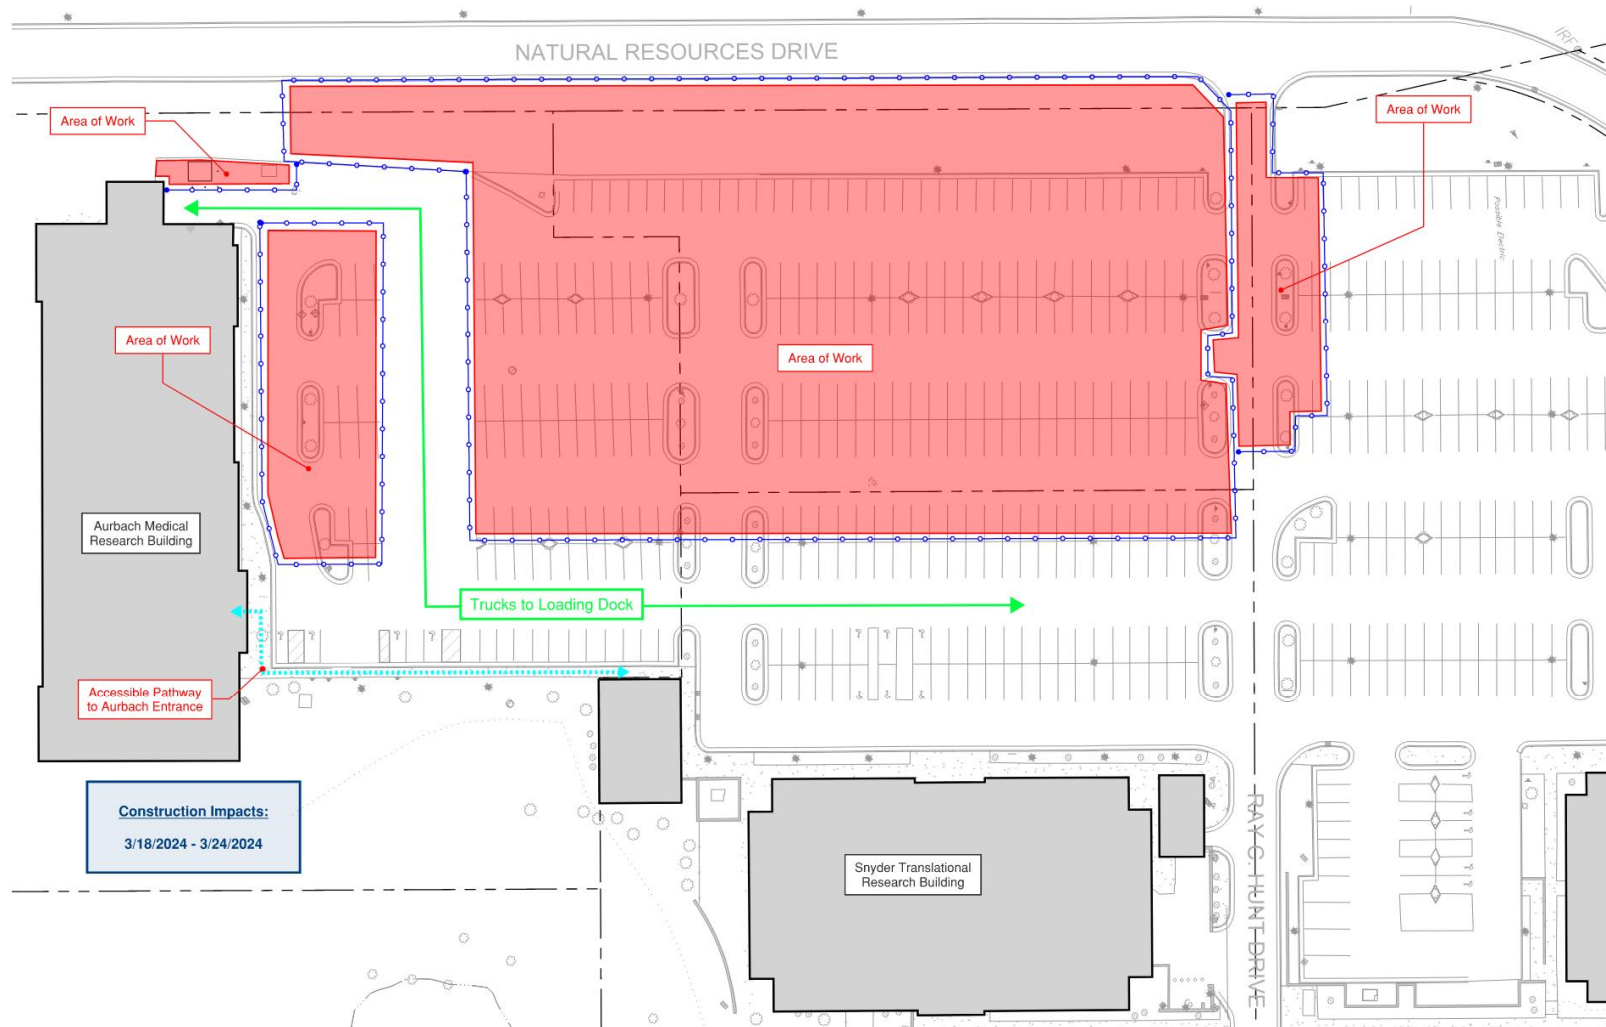 NATURAL RESOURCES DRIVE
Area of Work
Area of Work
Possible Electric
Area of Work
Area of Work
Aurbach Medical
Research Building
Trucks to Loading Dock
Accessible Pathway
to Aurbach Entrance
Construction Impacts:
3/18/2024 - 3/24/2024
Snyder Translational
Research Building
RAY C. HUNT DRIVE